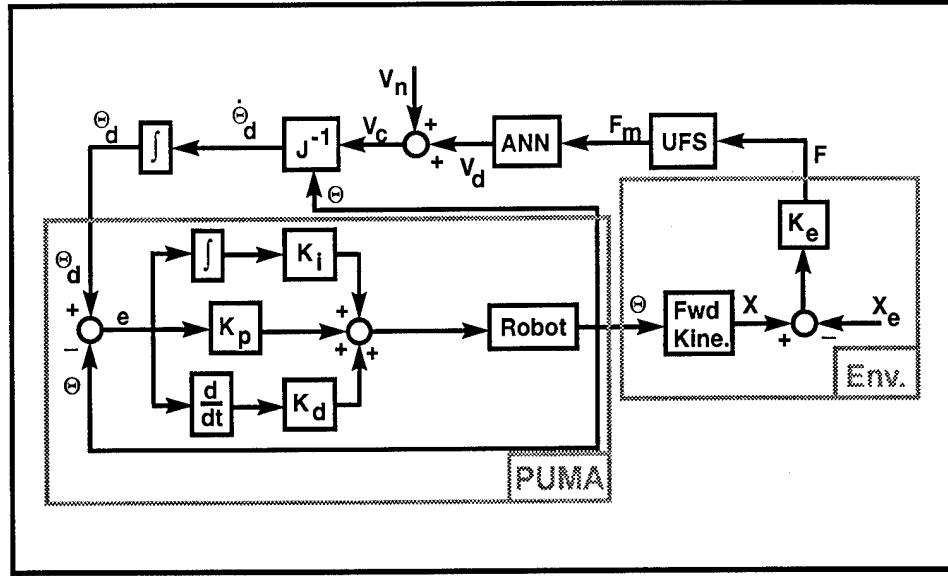 V_n
Θ_d
Θ̇_d
∫
J⁻¹
V_c
+
+
V_d
ANN
F_m
UFS
F
Θ
K_e
Θ_d
∫
K_i
+
e
K_p
+
+
+
Robot
Θ
Fwd
Kine.
X
X_e
+
−
−
Θ
d
dt
K_d
Env.
PUMA